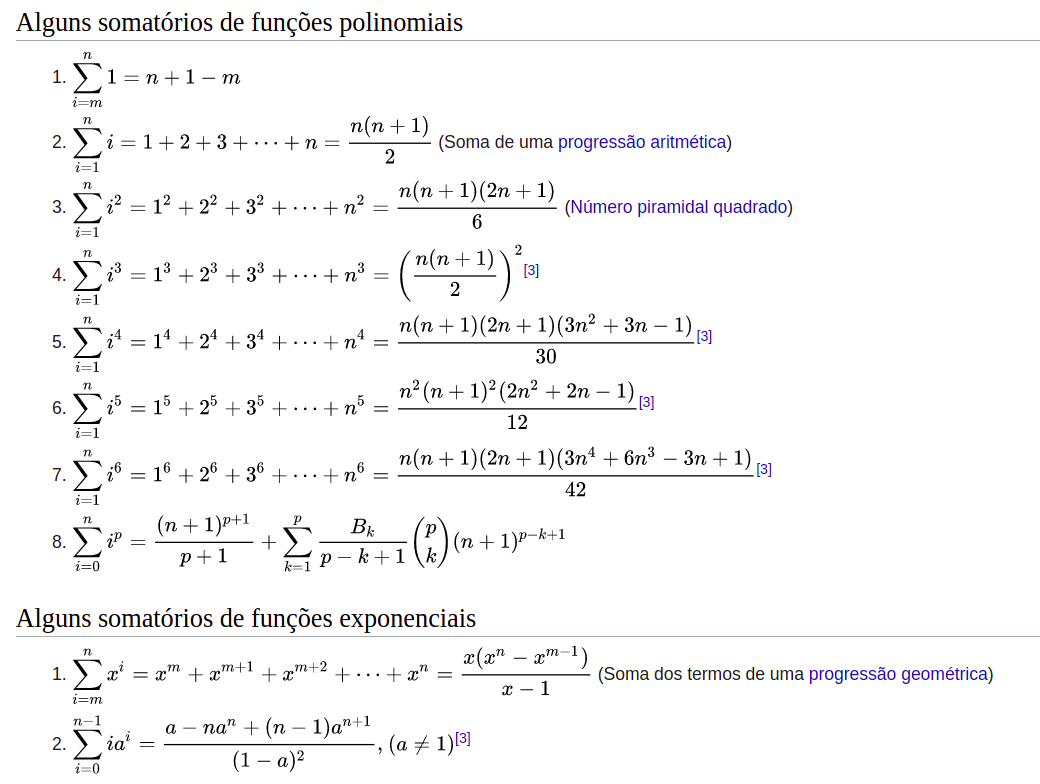 Alguns somatórios de funções polinomiais
1. \sum_{i=m}^{n} 1 = n + 1 − m
2. \sum_{i=1}^{n} i = 1 + 2 + 3 + ⋯ + n = \frac{n(n+1)}{2} (Soma de uma progressão aritmética)
3. \sum_{i=1}^{n} i^2 = 1^2 + 2^2 + 3^2 + ⋯ + n^2 = \frac{n(n+1)(2n+1)}{6} (Número piramidal quadrado)
4. \sum_{i=1}^{n} i^3 = 1^3 + 2^3 + 3^3 + ⋯ + n^3 = \left(\frac{n(n+1)}{2}\right)^2 [3]
5. \sum_{i=1}^{n} i^4 = 1^4 + 2^4 + 3^4 + ⋯ + n^4 = \frac{n(n+1)(2n+1)(3n^2+3n−1)}{30} [3]
6. \sum_{i=1}^{n} i^5 = 1^5 + 2^5 + 3^5 + ⋯ + n^5 = \frac{n^2(n+1)^2(2n^2+2n−1)}{12} [3]
7. \sum_{i=1}^{n} i^6 = 1^6 + 2^6 + 3^6 + ⋯ + n^6 = \frac{n(n+1)(2n+1)(3n^4+6n^3−3n+1)}{42} [3]
8. \sum_{i=0}^{n} i^p = \frac{(n+1)^{p+1}}{p+1} + \sum_{k=1}^{p} \frac{B_k}{p−k+1} \binom{p}{k} (n+1)^{p−k+1}
Alguns somatórios de funções exponenciais
1. \sum_{i=m}^{n} x^i = x^m + x^{m+1} + x^{m+2} + ⋯ + x^n = \frac{x(x^n − x^{m−1})}{x−1} (Soma dos termos de uma progressão geométrica)
2. \sum_{i=0}^{n−1} ia^i = \frac{a − na^n + (n−1)a^{n+1}}{(1−a)^2}, (a ≠ 1) [3]